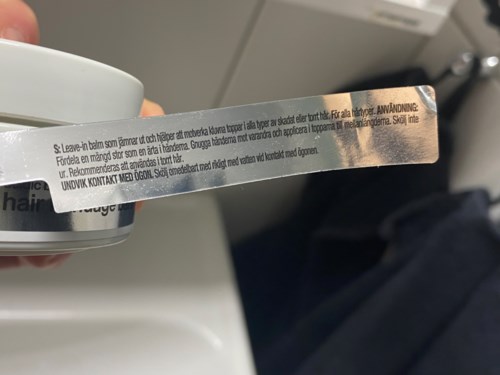 S: Leave-in balm som jämnar ut och hjälper att motverka kluvna toppar i alla typer av skadat eller torrt hår. För alla hårtyper. ANVÄNDNING:
Fördela en mängd stor som en ärta i händerna. Gnugga händerna mot varandra och applicera i topparna till mellanlängderna. Skölj inte
ur. Rekommenderas att användas i torrt hår.
UNDVIK KONTAKT MED ÖGON. Skölj omedelbart med rikligt med vatten vid kontakt med ögonen.
hair